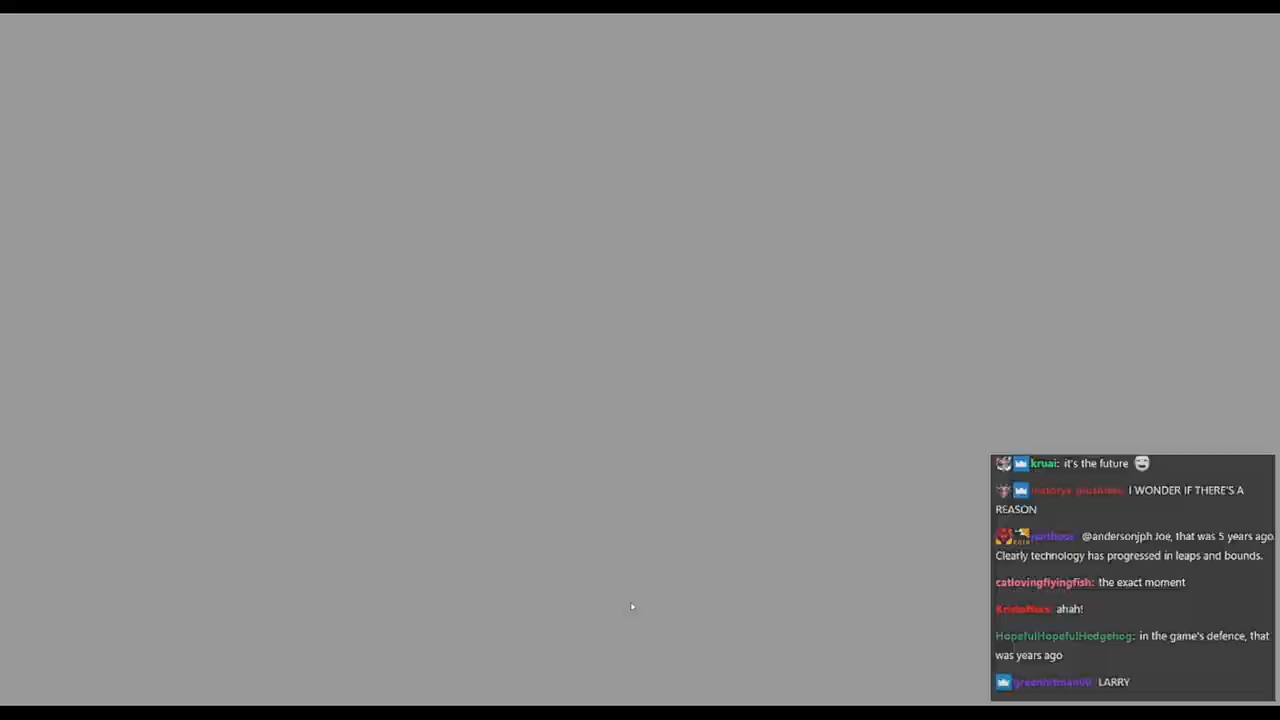 kruai: it's the future
I WONDER IF THERE'S A
REASON
@andersonjph Joe, that was 5 years ago.
Clearly technology has progressed in leaps and bounds.
catlovingflyingfish: the exact moment
ahah!
HopefulHopefulHedgehog: in the game's defence, that
was years ago
LARRY